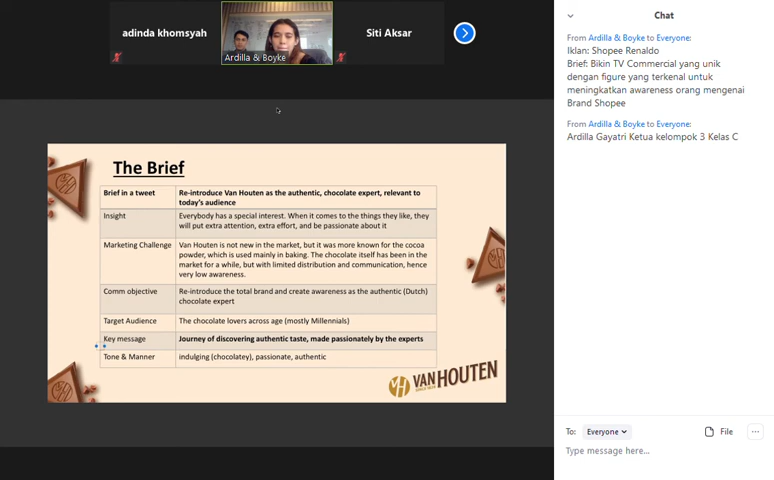 adinda khomsyah
Ardilla & Boyke
Siti Aksar
The Brief
Brief in a tweet
Re-introduce Van Houten as the authentic, chocolate expert, relevant to
today's audience
Insight
Everybody has a special interest. When it comes to the things they like, they
will put extra attention, extra effort, and be passionate about it
Marketing Challenge
Van Houten is not new in the market, but it was more known for the cocoa
powder, which is used mainly in baking. The chocolate itself has been in the
market for a while, but with limited distribution and communication, hence
very low awareness.
Comm objective
Re-introduce the total brand and create awareness as the authentic (Dutch)
chocolate expert
Target Audience
The chocolate lovers across age (mostly Millennials)
Key message
Journey of discovering authentic taste, made passionately by the experts
Tone & Manner
indulging (chocolatey), passionate, authentic
VH
VAN HOUTEN
Chat
From Ardilla & Boyke to Everyone:
Iklan: Shopee Renaldo
Brief: Bikin TV Commercial yang unik
dengan figure yang terkenal untuk
meningkatkan awareness orang mengenai
Brand Shopee
From Ardilla & Boyke to Everyone:
Ardilla Gayatri Ketua kelompok 3 Kelas C
To: Everyone
File
...
Type message here...